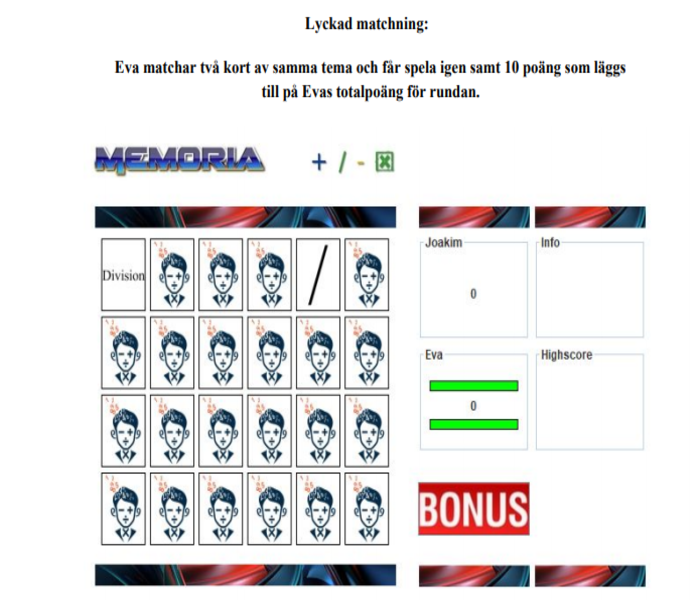 Lyckad matchning:
Eva matchar två kort av samma tema och får spela igen samt 10 poäng som läggs
till på Evas totalpoäng för rundan.
MEMORIA + / -
Joakim
Info
Division
/
0
Eva
Highscore
0
BONUS